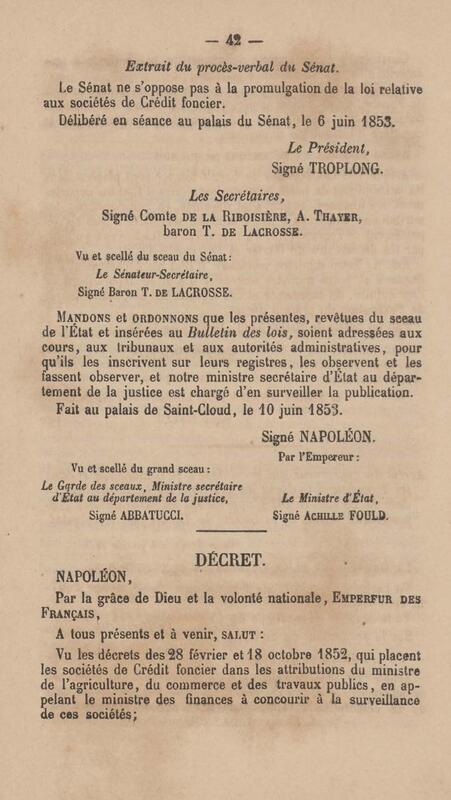 — 42 —
Extrait du procès-verbal du Sénat.
Le Sénat ne s'oppose pas à la promulgation de la loi relative
aux sociétés de Crédit foncier.
Délibéré en séance au palais du Sénat, le 6 juin 1853.
Le Président,
Signé TROPLONG.
Les Secrétaires,
Signé Comte DE LA RIBOISIÈRE, A. THAYER,
baron T. DE LACROSSE.
Vu et scellé du sceau du Sénat :
Le Sénateur-Secrétaire,
Signé Baron T. DE LACROSSE.
MANDONS et ORDONNONS que les présentes, revêtues du sceau
de l'État et insérées au Bulletin des lois, soient adressées aux
cours, aux tribunaux et aux autorités administratives, pour
qu'ils les inscrivent sur leurs registres, les observent et les
fassent observer, et notre ministre secrétaire d'État au dépar-
tement de la justice est chargé d'en surveiller la publication.
Fait au palais de Saint-Cloud, le 10 juin 1853.
Signé NAPOLÉON.
Par l'Empereur :
Vu et scellé du grand sceau :
Le Garde des sceaux, Ministre secrétaire
d'État au département de la justice,
Signé ABBATUCCI.
Le Ministre d'État,
Signé ACHILLE FOULD.
DÉCRET.
NAPOLÉON,
Par la grâce de Dieu et la volonté nationale, EMPERFUR DES
FRANÇAIS,
A tous présents et à venir, SALUT :
Vu les décrets des 28 février et 18 octobre 1852, qui placent
les sociétés de Crédit foncier dans les attributions du ministre
de l'agriculture, du commerce et des travaux publics, en ap-
pelant le ministre des finances à concourir à la surveillance
de ces sociétés;